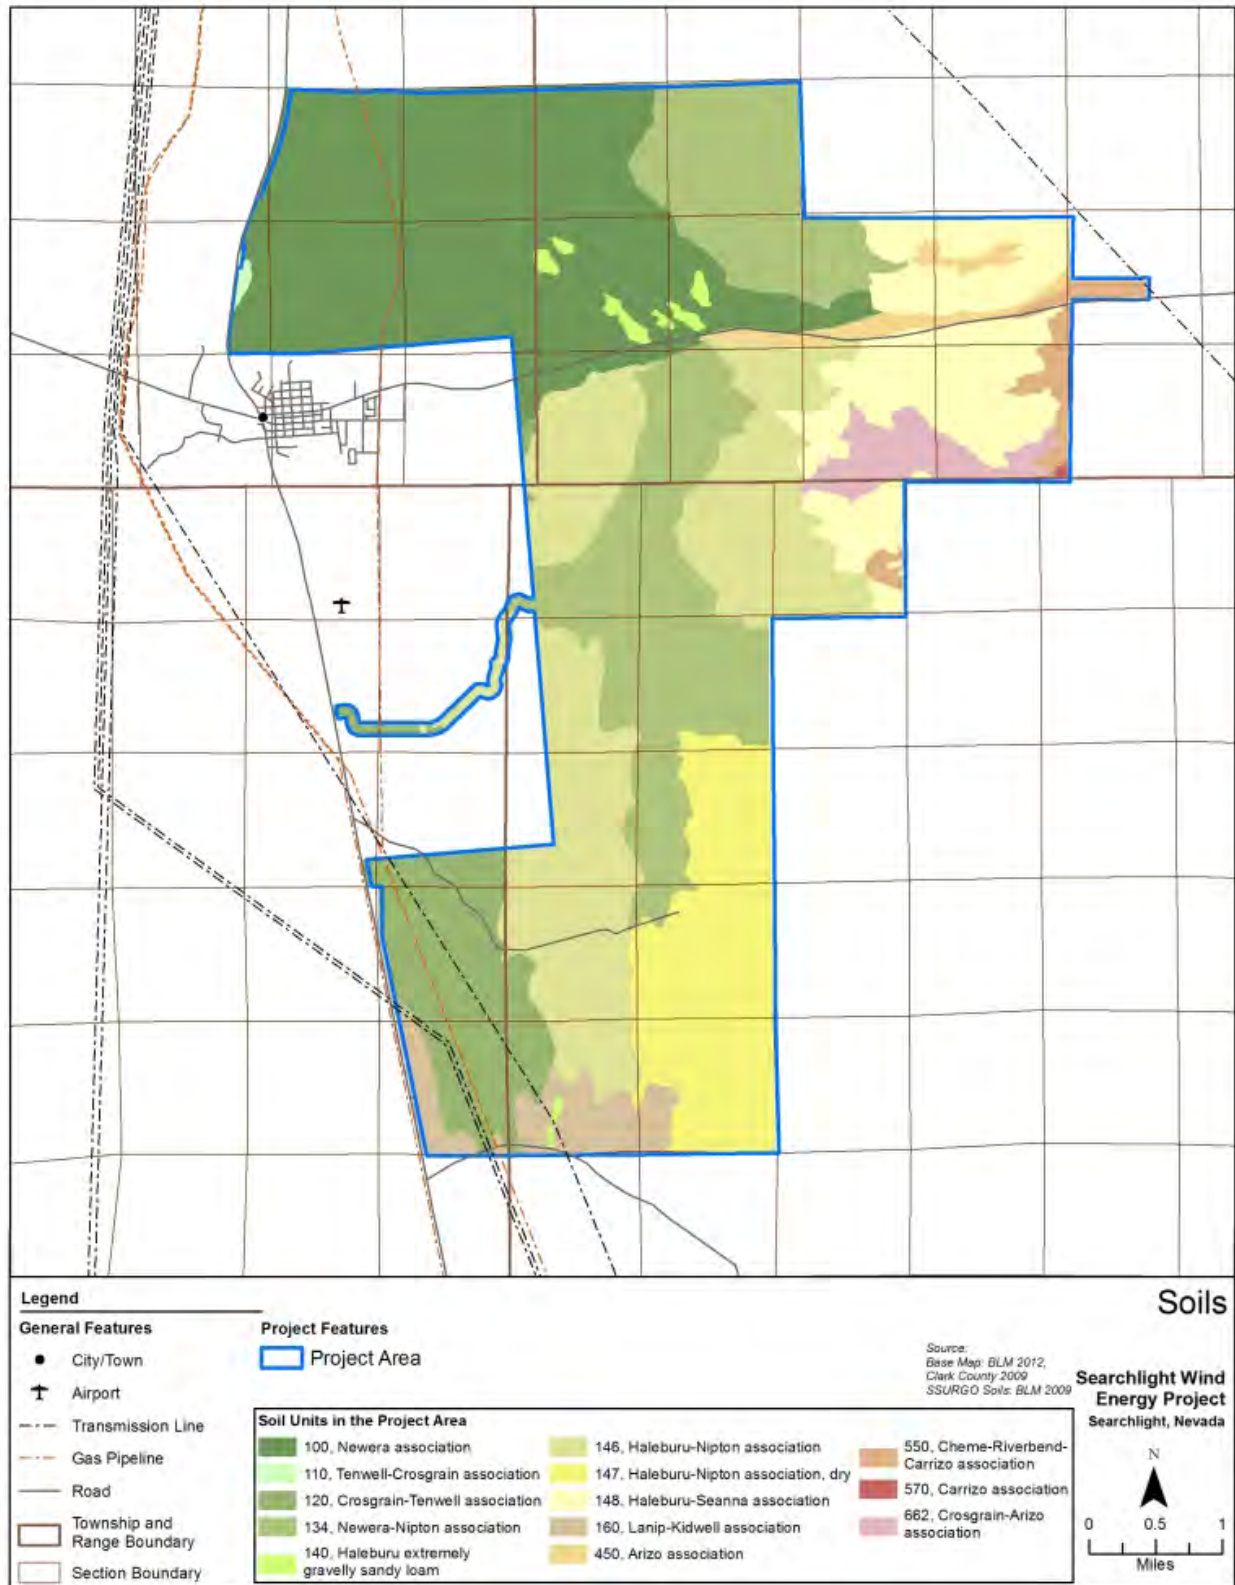 Legend
General Features
City/Town
Airport
Transmission Line
Gas Pipeline
Road
Township and
Range Boundary
Section Boundary
Project Features
Project Area
Soil Units in the Project Area
100, Newera association
110, Tenwell-Crosgrain association
120, Crosgrain-Tenwell association
134, Newera-Nipton association
140, Haleburu extremely
gravelly sandy loam
146, Haleburu-Nipton association
147, Haleburu-Nipton association, dry
148, Haleburu-Seanna association
160, Lanip-Kidwell association
450, Arizo association
550, Cheme-Riverbend-
Carrizo association
570, Carrizo association
662, Crosgrain-Arizo
association
Soils
Source:
Base Map: BLM 2012,
Clark County 2009
SSURGO Soils: BLM 2009
Searchlight Wind
Energy Project
Searchlight, Nevada
N
0 0.5 1
Miles